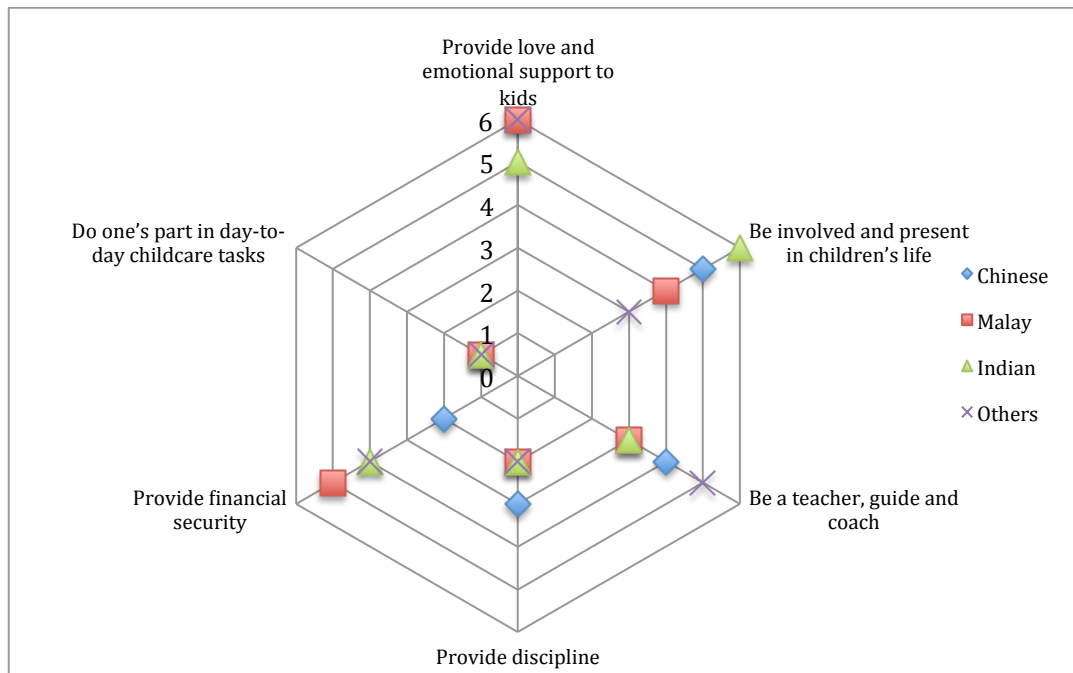 Provide love and
emotional support to
kids
6
5
4
3
2
1
0
Do one’s part in day-to-
day childcare tasks
Be involved and present
in children’s life
Chinese
Malay
Indian
Others
Provide financial
security
Be a teacher, guide and
coach
Provide discipline